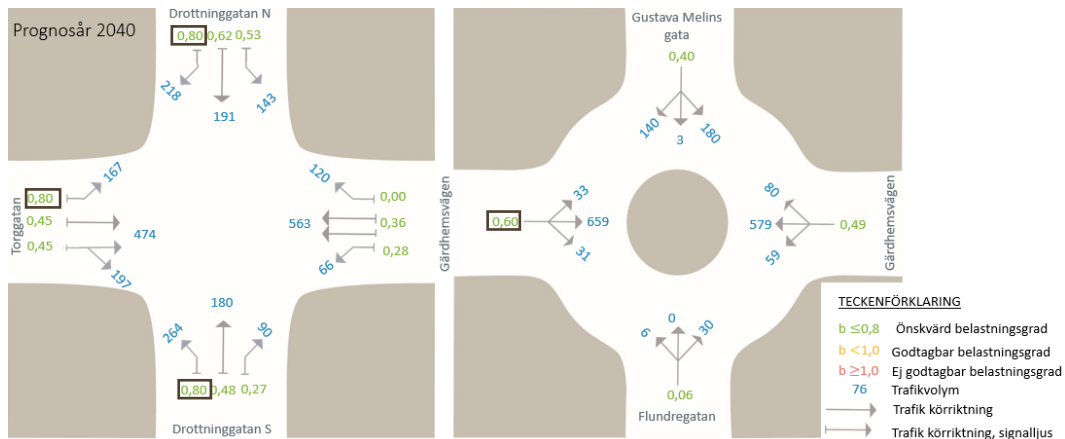 Prognosår 2040
Drottninggatan N
0,80 0,62 0,53
218
191
143
167
120
Torggatan
0,80
0,45
0,45
474
197
563
66
0,00
0,36
0,28
Gärdhemsvägen
180
264
90
0,80 0,48 0,27
Drottninggatan S
Gustava Melins
gata
0,40
140
3
180
0,60
33
659
31
80
579
59
0,49
Gärdhemsvägen
0
6
30
0,06
Flundregatan
TECKENFÖRKLARING
b ≤0,8 Önskvärd belastningsgrad
b <1,0 Godtagbar belastningsgrad
b ≥1,0 Ej godtagbar belastningsgrad
76 Trafikvolym
Trafik körriktning
Trafik körriktning, signalljus